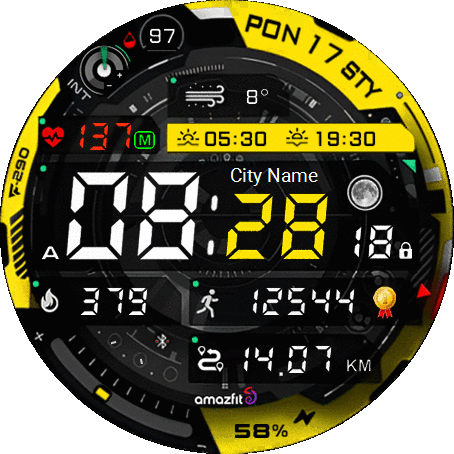 PON 17 STY
97
INT
- +
8°
137 M
05:30 19:30
F-290
City Name
A 08:28 18
379
12544
1
14.07 KM
amazfit
58%